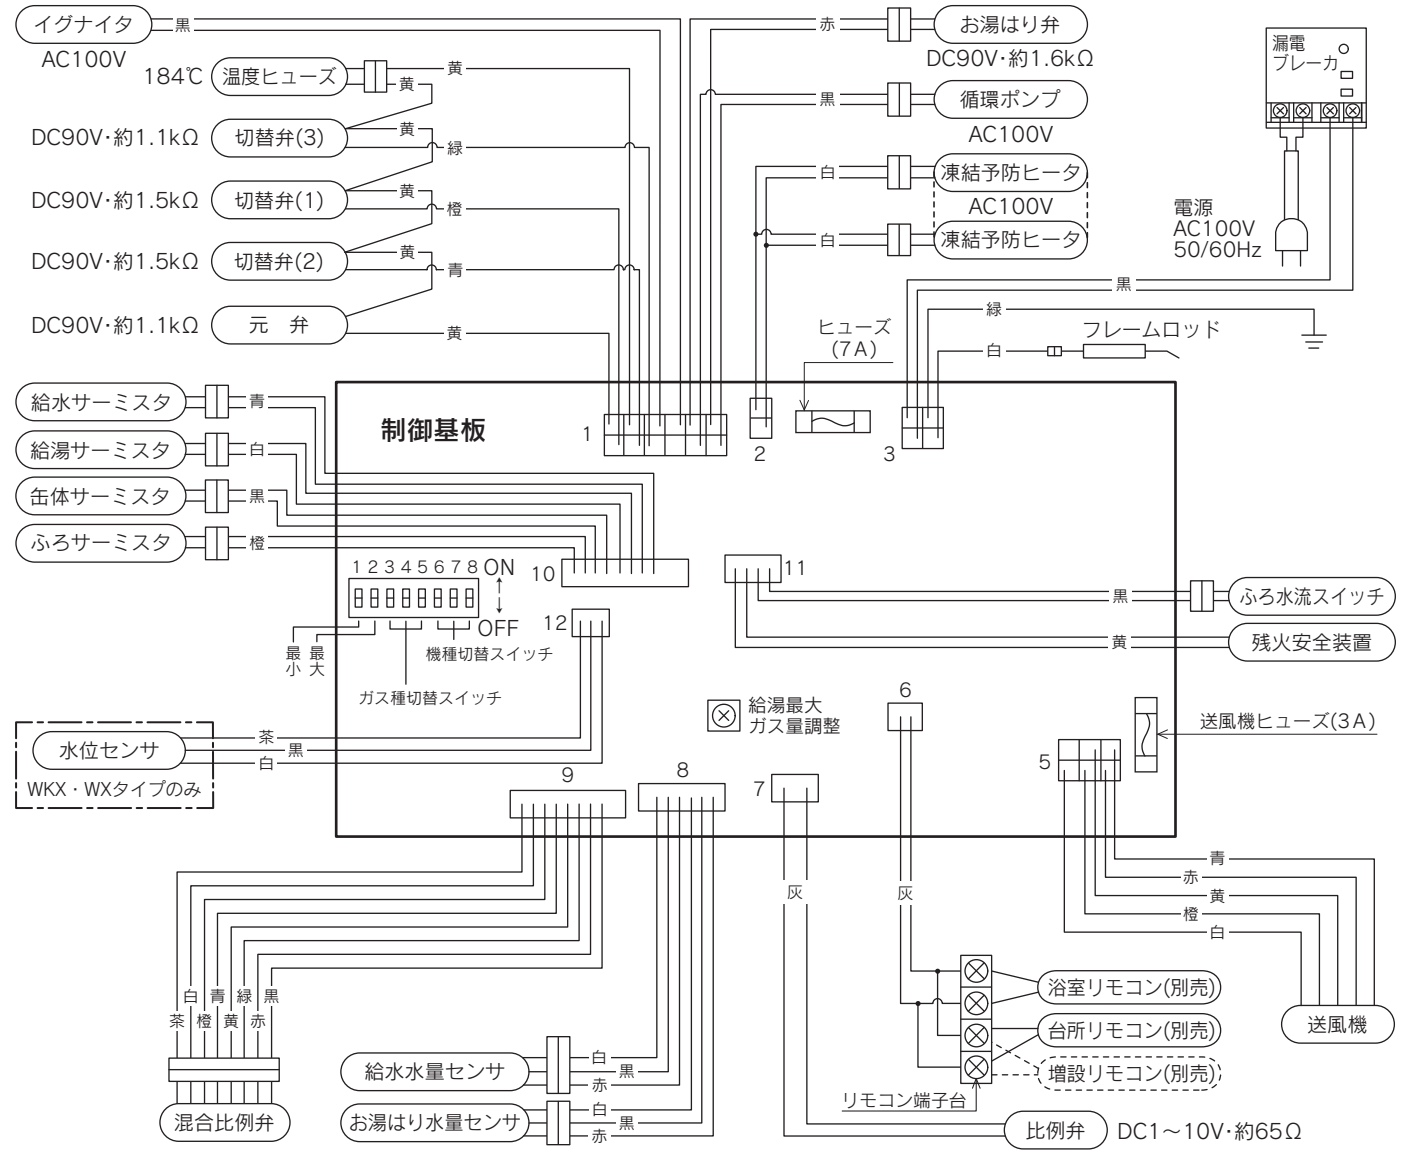 イグナイタ
黒
AC100V
184℃
温度ヒューズ
黄
黄
DC90V･約1.1kΩ
切替弁(3)
黄
緑
DC90V･約1.5kΩ
切替弁(1)
黄
橙
DC90V･約1.5kΩ
切替弁(2)
黄
青
DC90V･約1.1kΩ
元　弁
黄
赤
お湯はり弁
DC90V･約1.6kΩ
黒
循環ポンプ
AC100V
白
凍結予防ヒータ
AC100V
白
凍結予防ヒータ
漏電
ブレーカ
電源
AC100V
50/60Hz
黒
緑
白
フレームロッド
ヒューズ
(7A)
給水サーミスタ
青
給湯サーミスタ
白
缶体サーミスタ
黒
ふろサーミスタ
橙
制御基板
1
2
3
1 2 3 4 5 6 7 8 ON
OFF
最小
最大
機種切替スイッチ
ガス種切替スイッチ
10
12
11
黒
ふろ水流スイッチ
黄
残火安全装置
給湯最大
ガス量調整
6
送風機ヒューズ(3A)
5
水位センサ
茶
黒
白
WKX・WXタイプのみ
9
8
7
灰
灰
青
赤
黄
橙
白
送風機
白 青 緑 黒
茶 橙 黄 赤
混合比例弁
給水水量センサ
白
黒
赤
お湯はり水量センサ
白
黒
赤
浴室リモコン(別売)
台所リモコン(別売)
増設リモコン(別売)
リモコン端子台
比例弁
DC1～10V･約65Ω